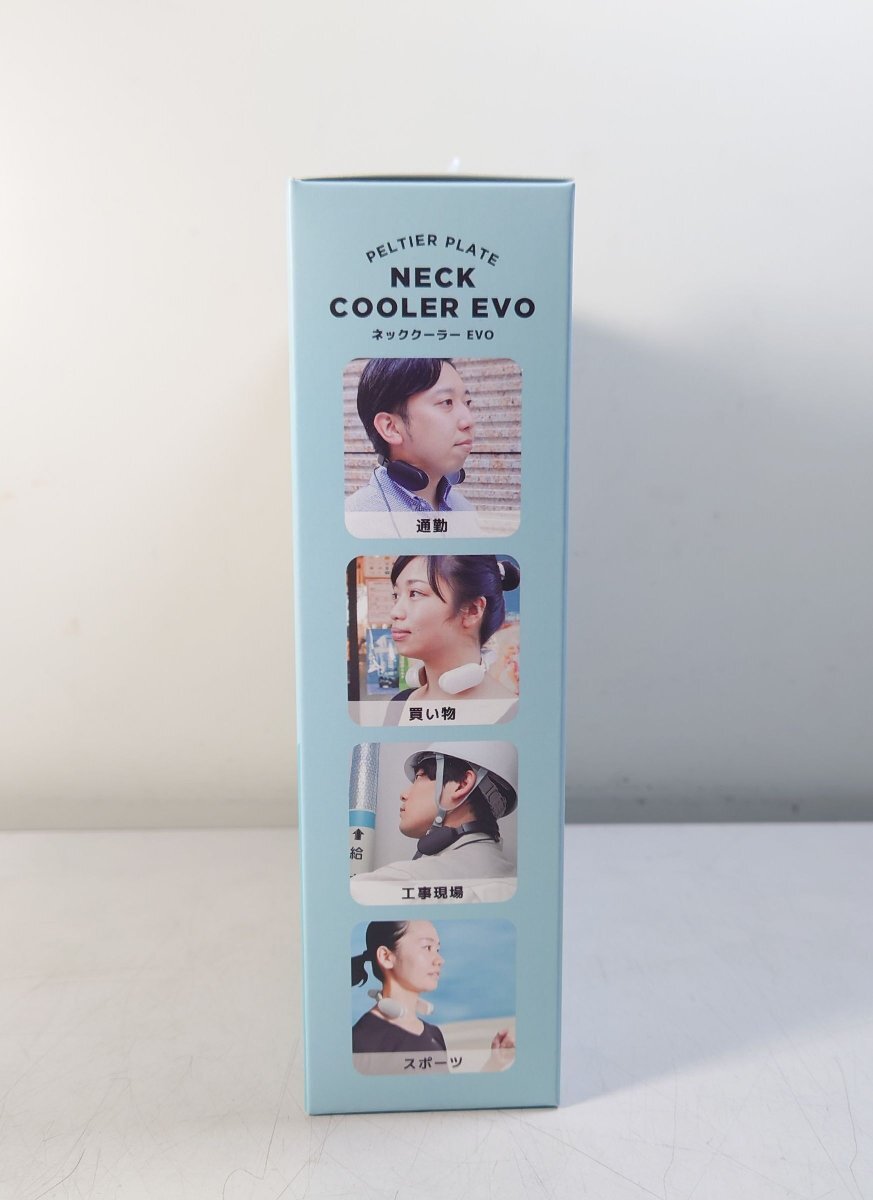 PELTIER PLATE
NECK
COOLER EVO
ネッククーラー EVO
通勤
買い物
給
工事現場
スポーツ